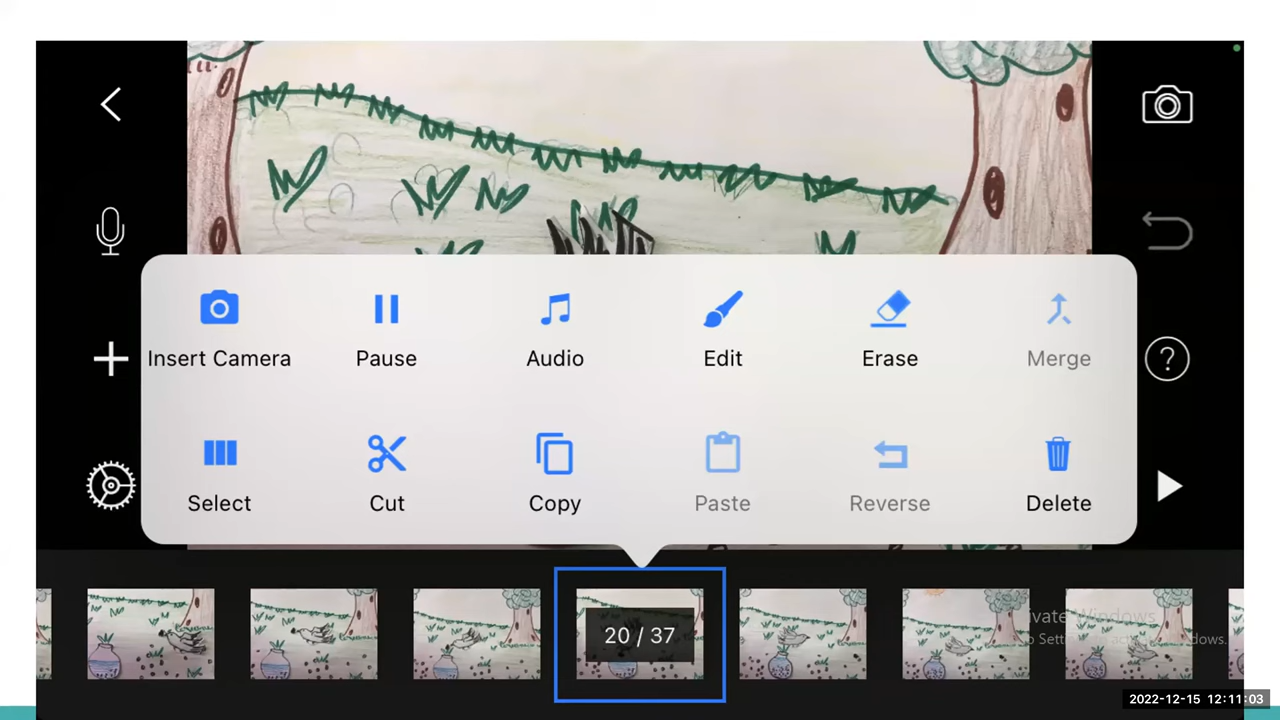 Insert Camera
Pause
Audio
Edit
Erase
Merge
Select
Cut
Copy
Paste
Reverse
Delete
20 / 37
2022-12-15 12:11:03